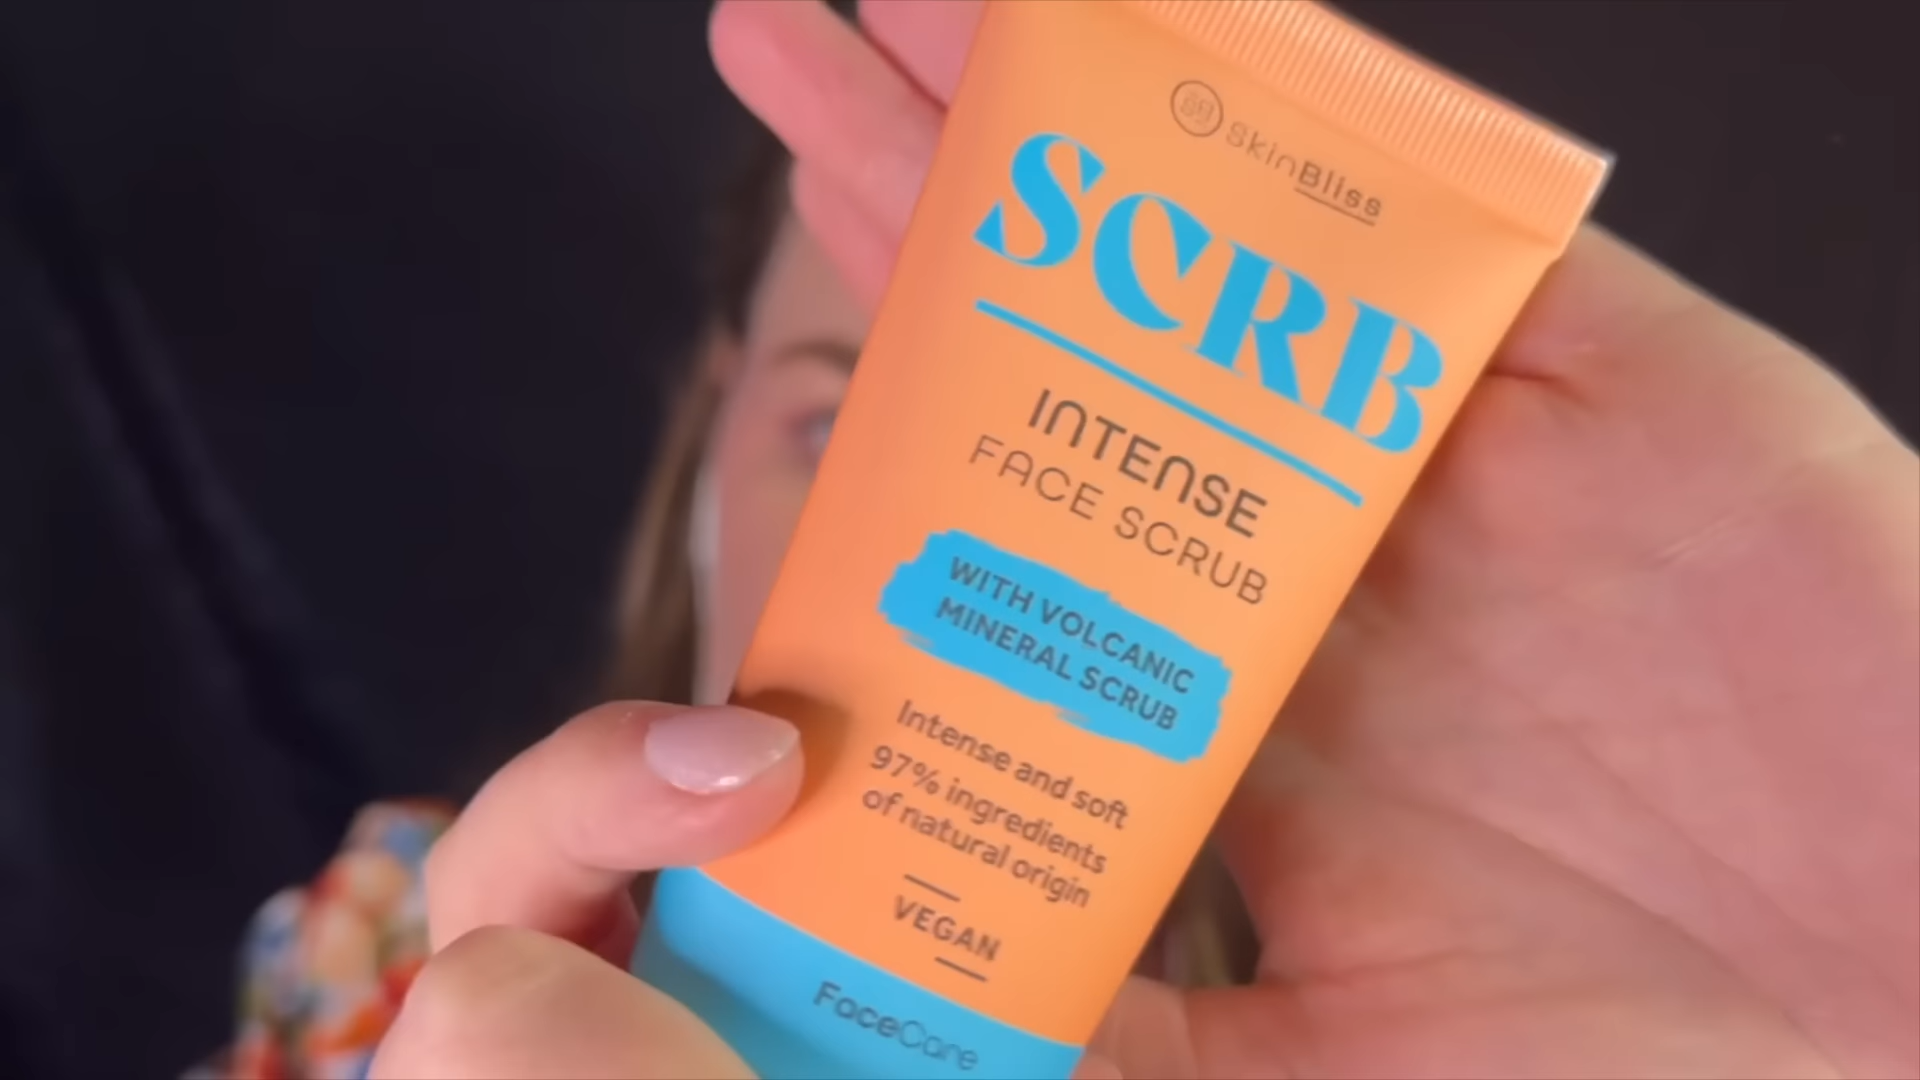 SkinBliss
SCRB
INTENSE
FACE SCRUB
WITH VOLCANIC
MINERAL SCRUB
Intense and soft
97% ingredients
of natural origin
VEGAN
FaceCare